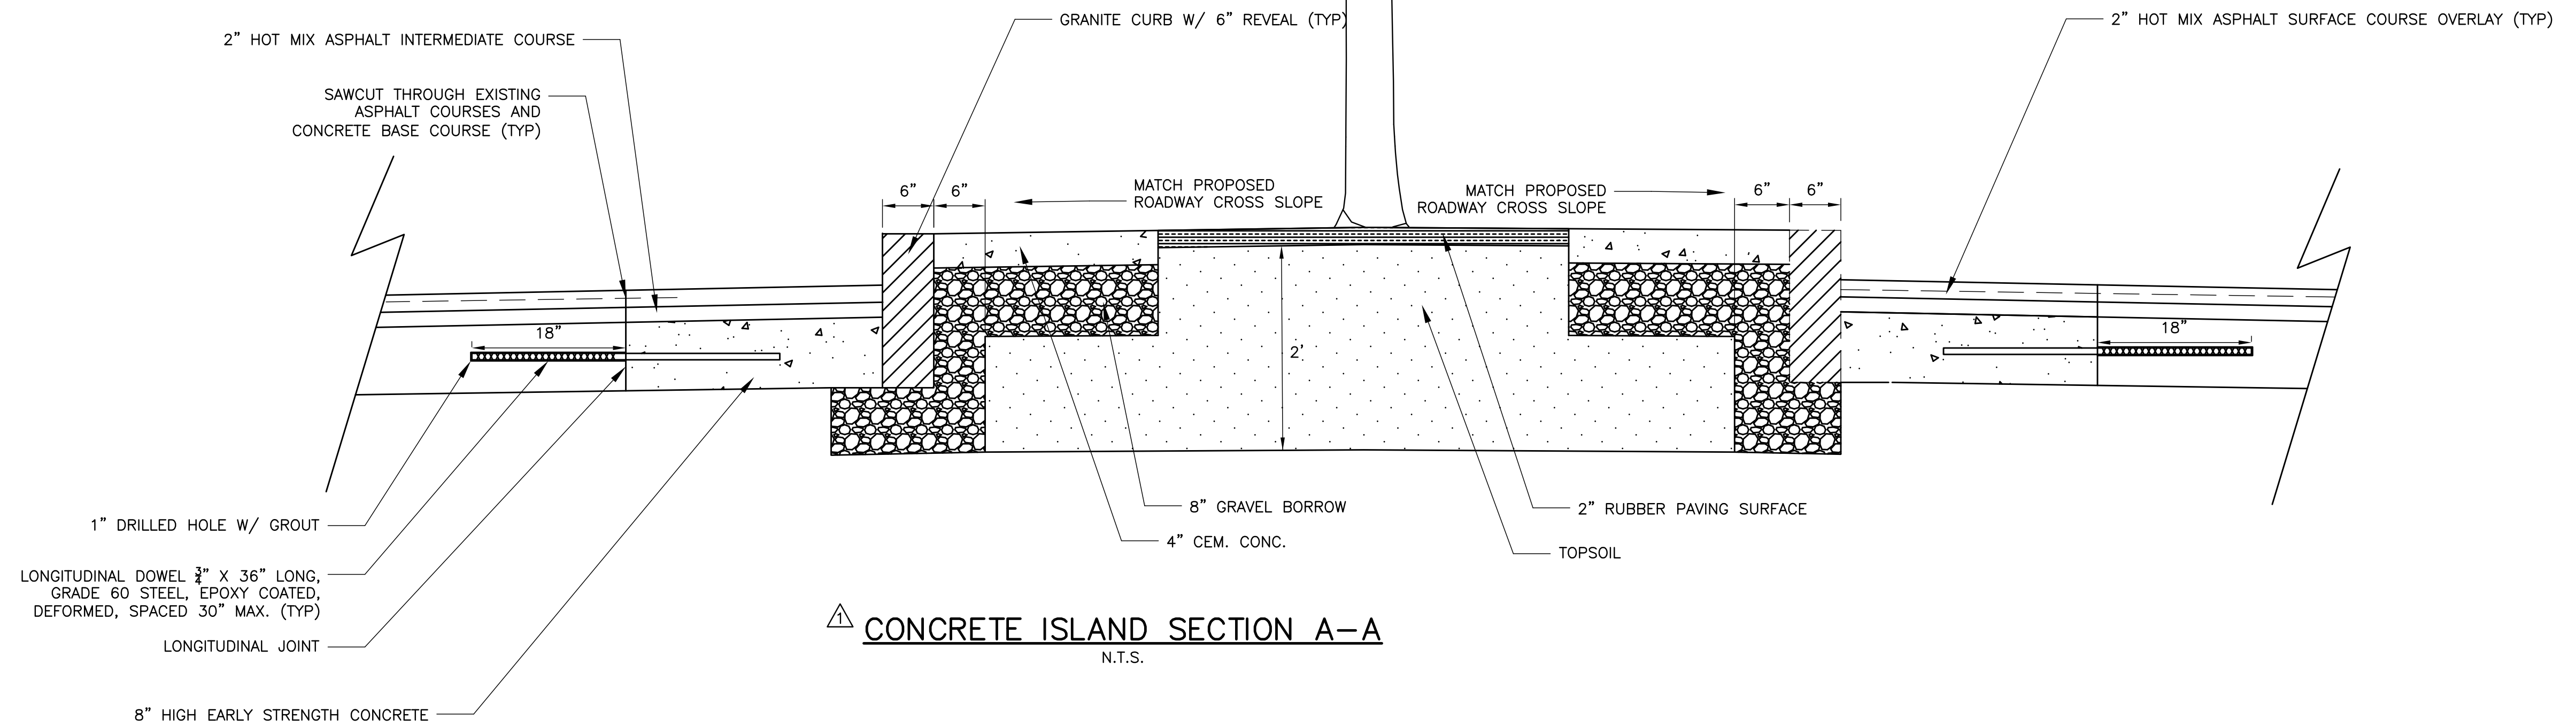 2” HOT MIX ASPHALT INTERMEDIATE COURSE
SAWCUT THROUGH EXISTING
ASPHALT COURSES AND
CONCRETE BASE COURSE (TYP)
GRANITE CURB W/ 6” REVEAL (TYP)
2” HOT MIX ASPHALT SURFACE COURSE OVERLAY (TYP)
6” 6”
MATCH PROPOSED
ROADWAY CROSS SLOPE
MATCH PROPOSED
ROADWAY CROSS SLOPE
6” 6”
18”
2'
18”
1” DRILLED HOLE W/ GROUT
LONGITUDINAL DOWEL ¾” X 36” LONG,
GRADE 60 STEEL, EPOXY COATED,
DEFORMED, SPACED 30” MAX. (TYP)
LONGITUDINAL JOINT
8” HIGH EARLY STRENGTH CONCRETE
8” GRAVEL BORROW
4” CEM. CONC.
2” RUBBER PAVING SURFACE
TOPSOIL
1 CONCRETE ISLAND SECTION A–A
N.T.S.